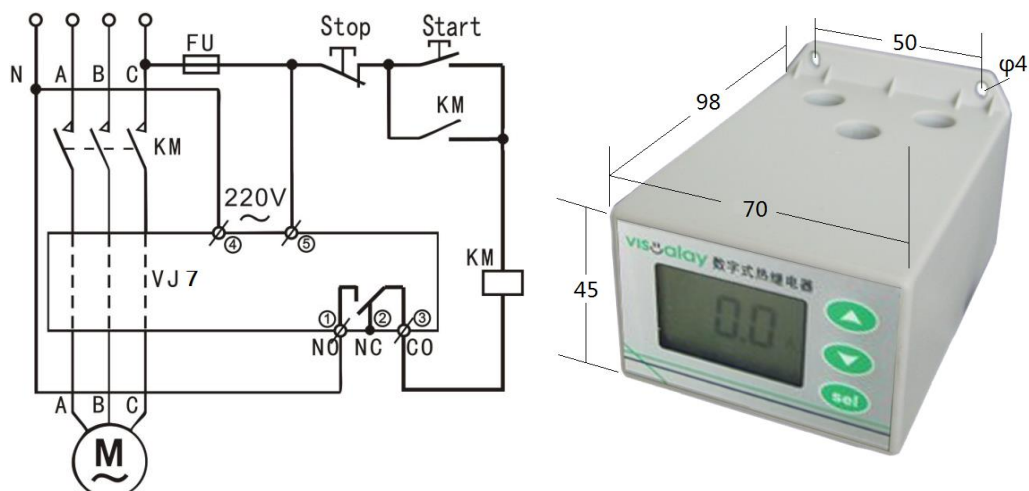 Stop
Start
FU
N
A
B
C
KM
KM
220V
~
④
⑤
KM
VJ7
①
②
③
NO
NC
CO
A
B
C
M
~
50
φ4
98
70
45
visualay 数字式热继电器
0.0
sel